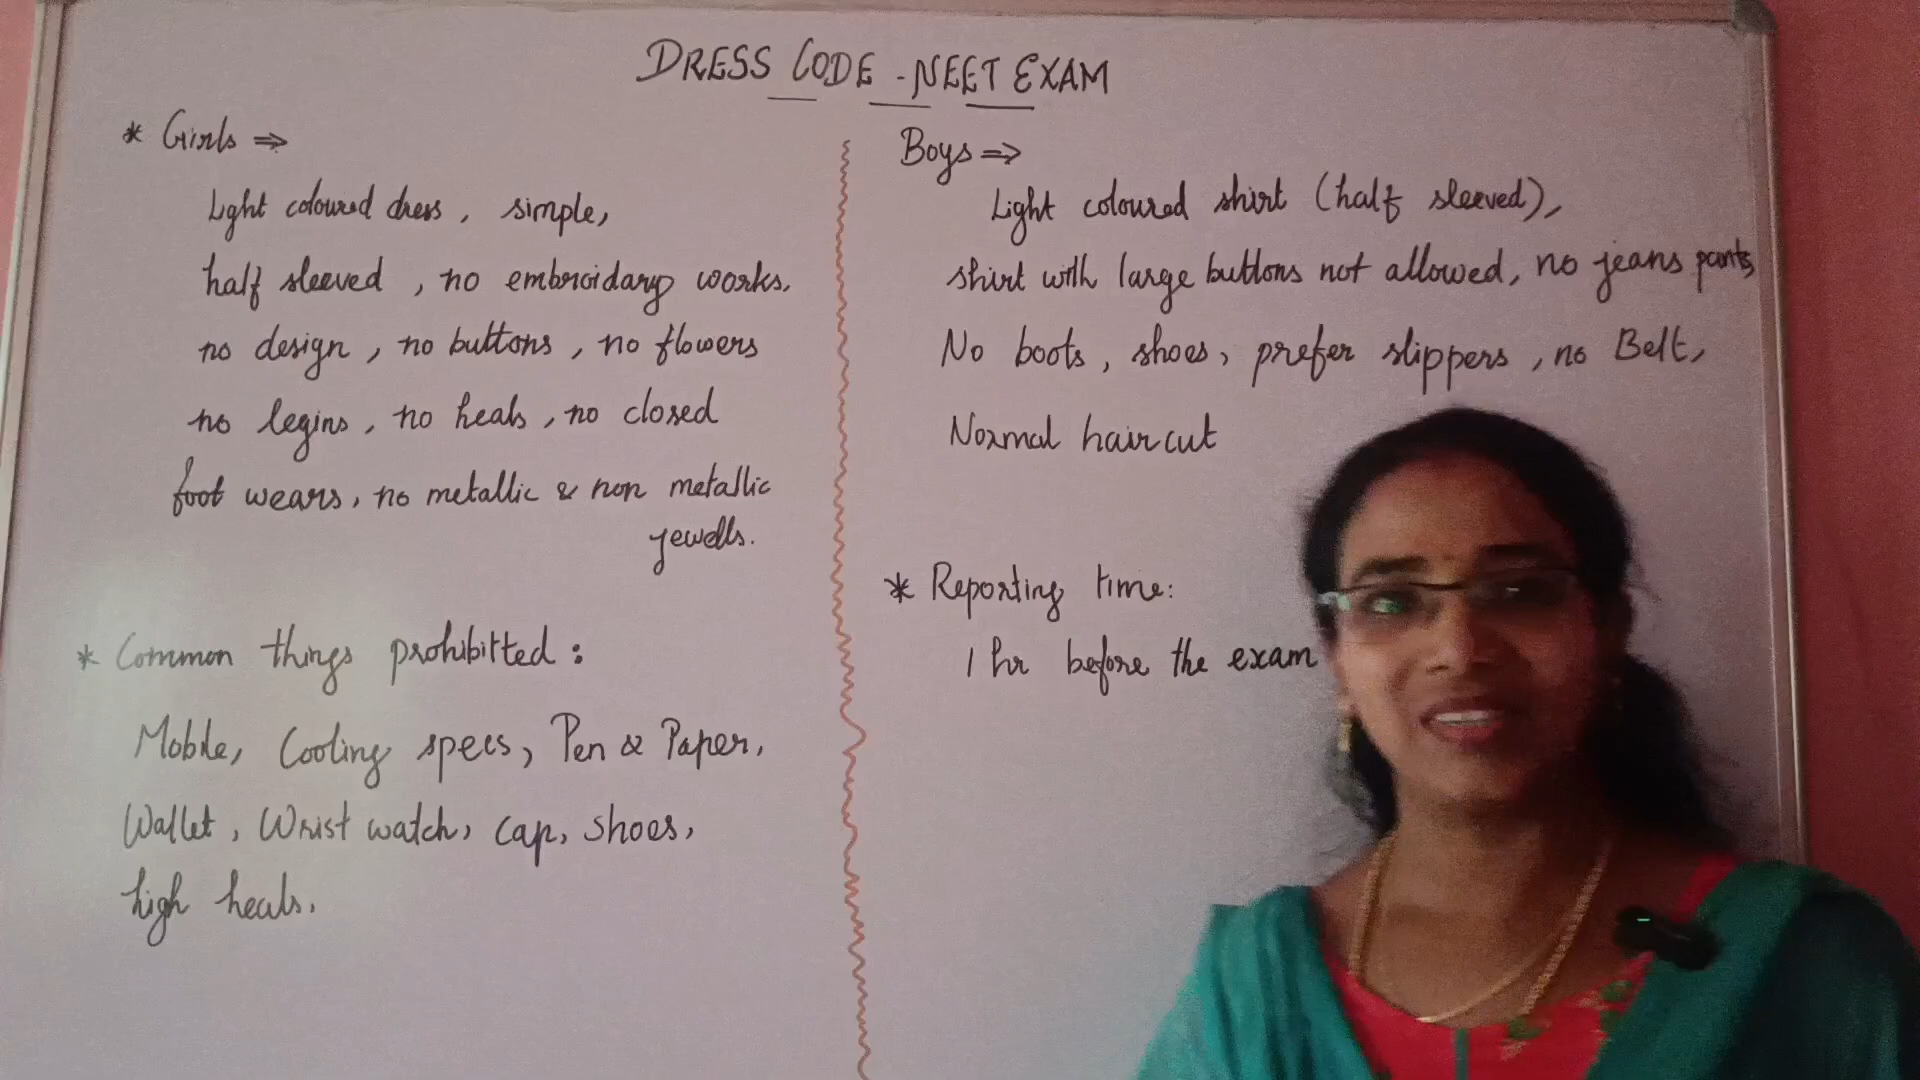 DRESS CODE - NEET EXAM
* Girls ⇒
Light coloured dress, simple,
half sleeved, no embroidary works,
no design, no buttons, no flowers
no legins, no heals, no closed
foot wears, no metallic & non metallic
jewells.
* Common things prohibitted:
Mobile, Cooling specs, Pen & Paper,
Wallet, Wrist watch, cap, shoes,
high heals.
Boys ⇒
Light coloured shirt (half sleeved),
shirt with large buttons not allowed, no jeans pants
No boots, shoes, prefer slippers, no Belt,
Normal haircut
* Reporting time:
1 hr before the exam